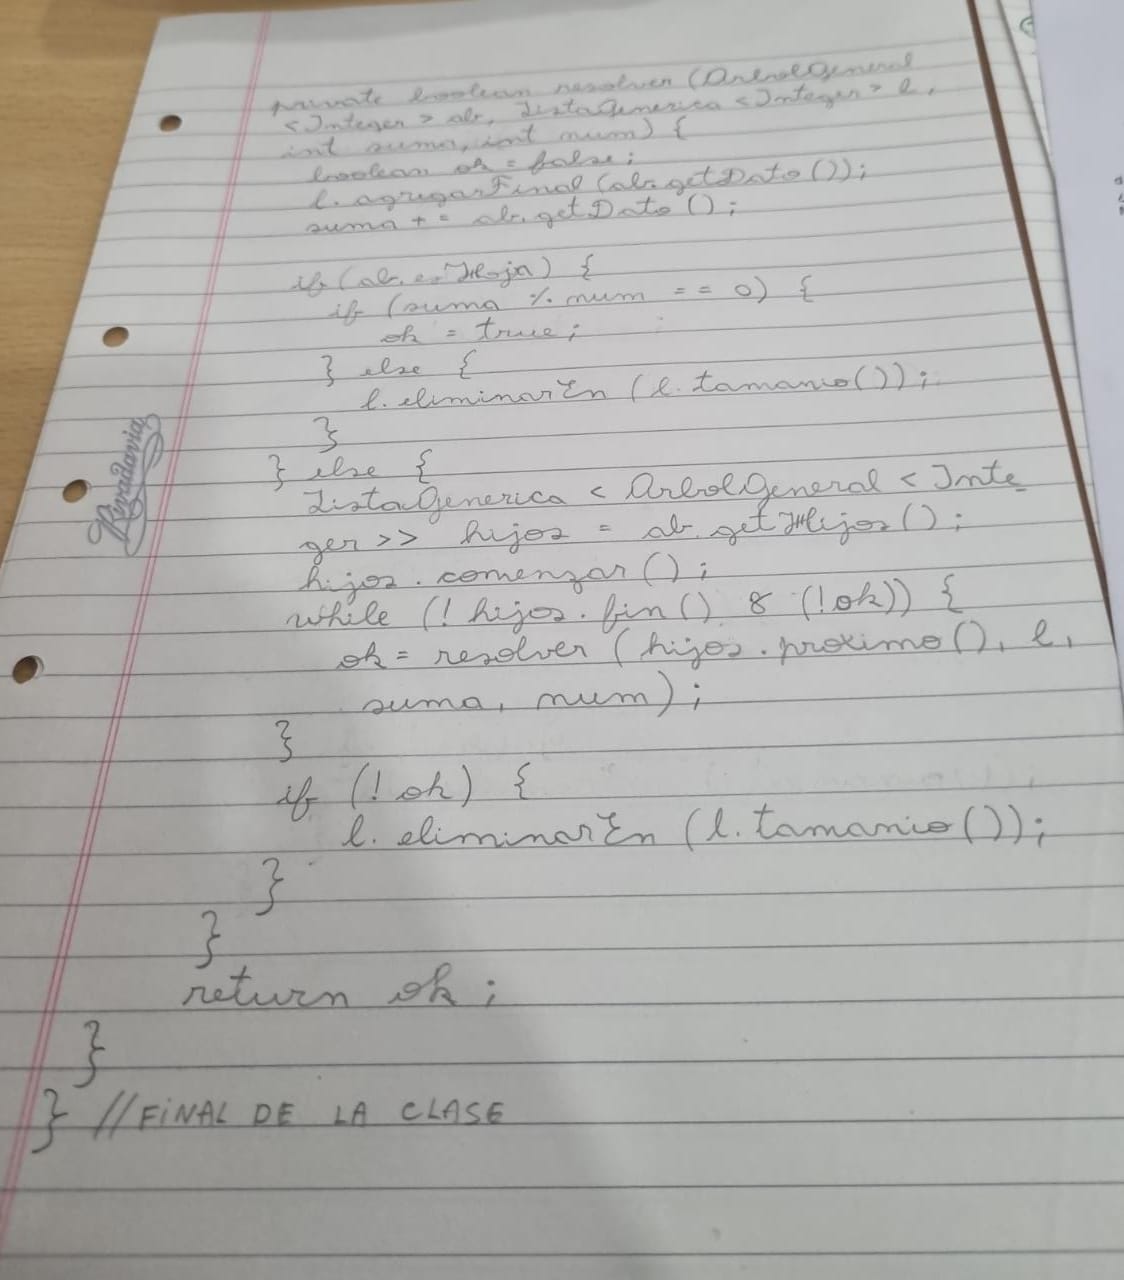 private boolean resolver (ArbolGeneral
<Integer> ab, ListaGenerica <Integer> l,
int suma, int num) {
boolean ok = false;
l. agregarFinal (ab. getDato ());
suma += ab. getDato ();
if (ab. esHoja) {
if (suma % num == 0) {
ok = true;
} else {
l. eliminarEn (l. tamanio());
}
} else {
ListaGenerica < ArbolGeneral < Inte_
ger >> hijos = ab. getHijos ();
hijos. comenzar ();
while (! hijos. fin() & (!ok)) {
ok = resolver (hijos. proximo(), l,
suma, num);
}
if (! ok) {
l. eliminarEn (l. tamanio());
}
}
return ok;
}
} // FINAL DE LA CLASE
Rivadavia